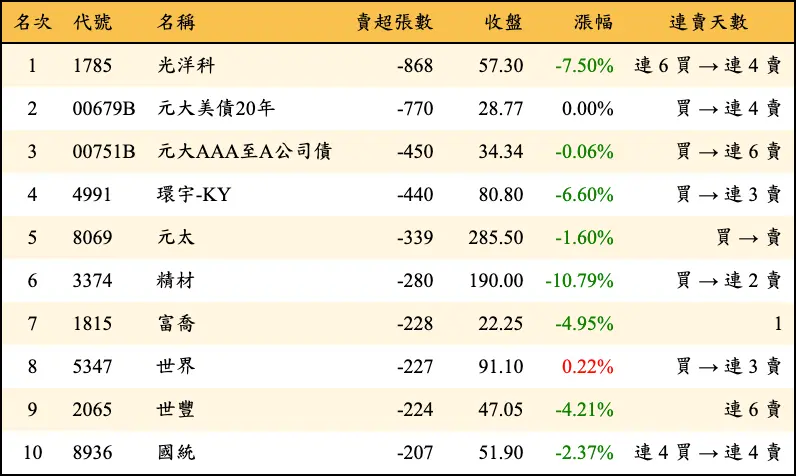 名次 代號 名稱 賣超張數 收盤 漲幅 連賣天數
1 1785 光洋科 -868 57.30 -7.50% 連 6 買 → 連 4 賣
2 00679B 元大美債20年 -770 28.77 0.00% 買 → 連 4 賣
3 00751B 元大AAA至A公司債 -450 34.34 -0.06% 買 → 連 6 賣
4 4991 環宇-KY -440 80.80 -6.60% 買 → 連 3 賣
5 8069 元太 -339 285.50 -1.60% 買 → 賣
6 3374 精材 -280 190.00 -10.79% 買 → 連 2 賣
7 1815 富喬 -228 22.25 -4.95% 1
8 5347 世界 -227 91.10 0.22% 買 → 連 3 賣
9 2065 世豐 -224 47.05 -4.21% 連 6 賣
10 8936 國統 -207 51.90 -2.37% 連 4 買 → 連 4 賣